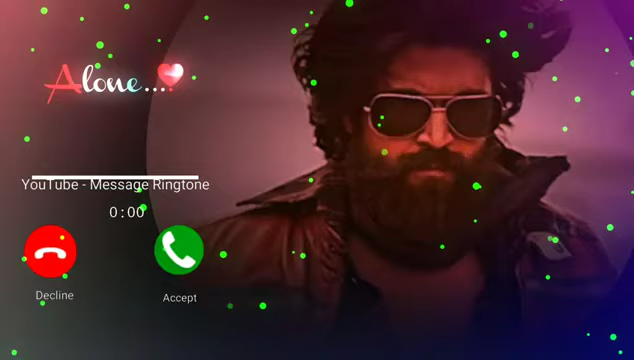 Alone....
YouTube - Message Ringtone
0:00
Decline
Accept